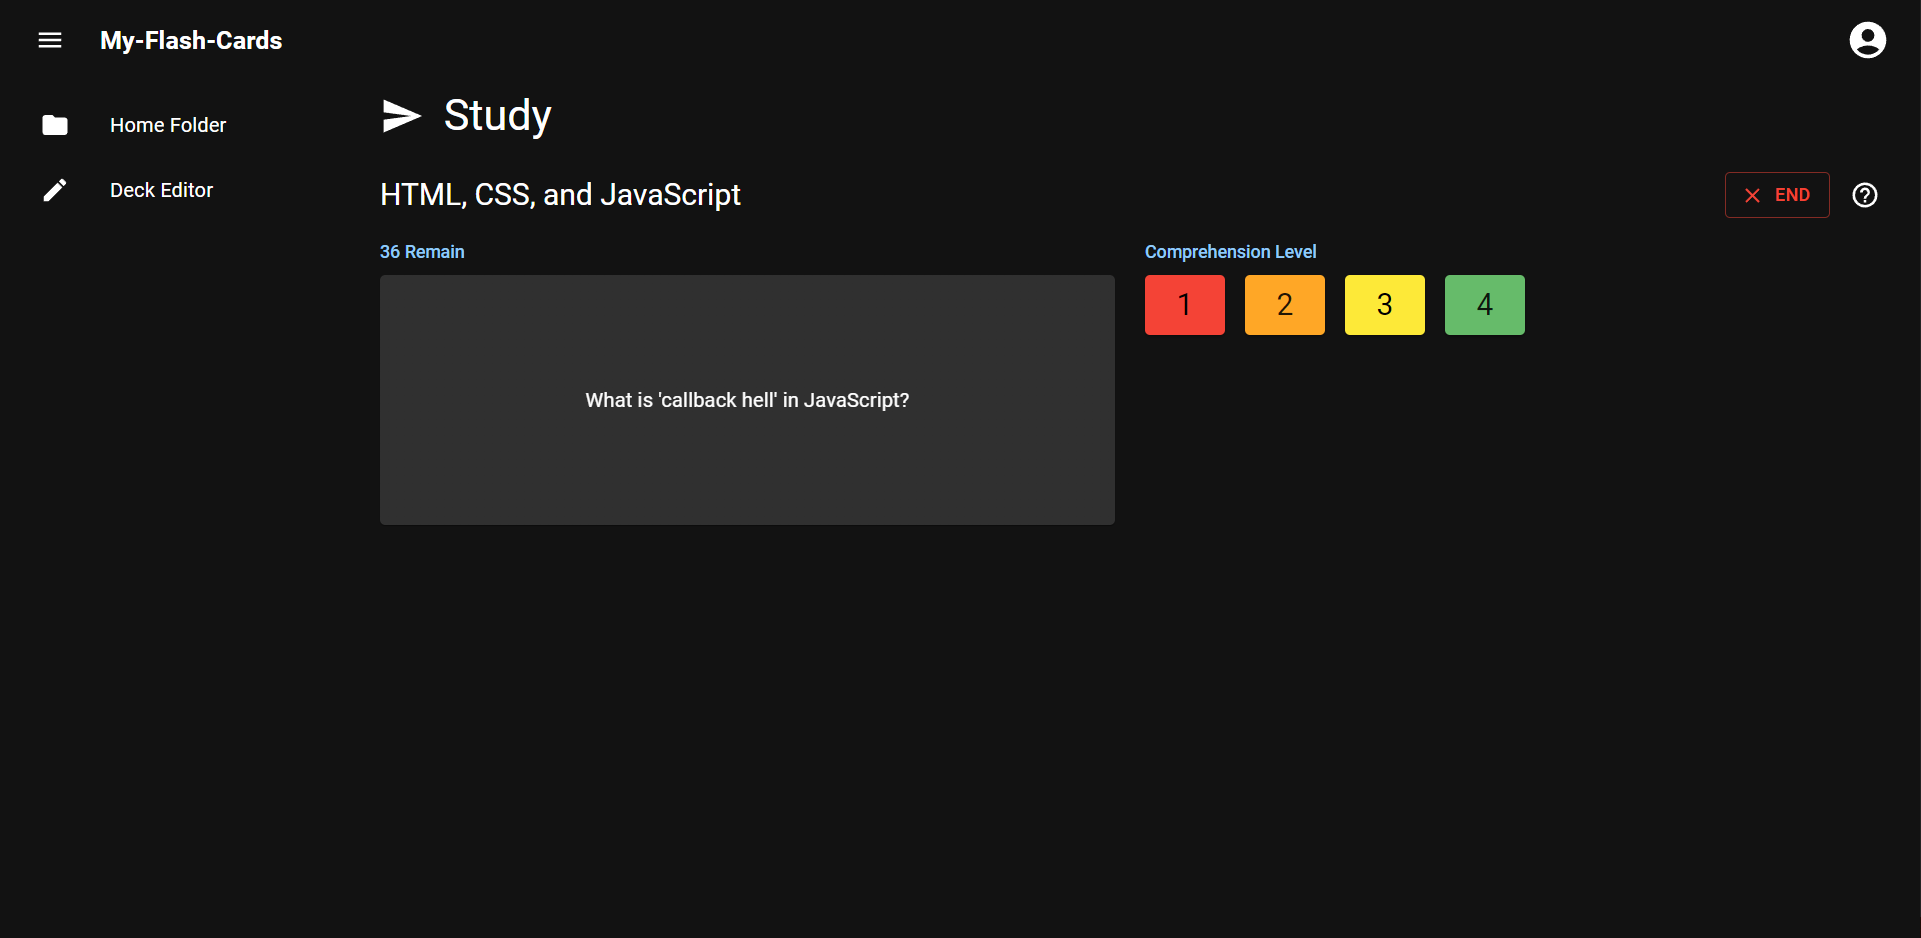 My-Flash-Cards
Home Folder
Deck Editor
Study
HTML, CSS, and JavaScript
END
36 Remain
What is 'callback hell' in JavaScript?
Comprehension Level
1 2 3 4